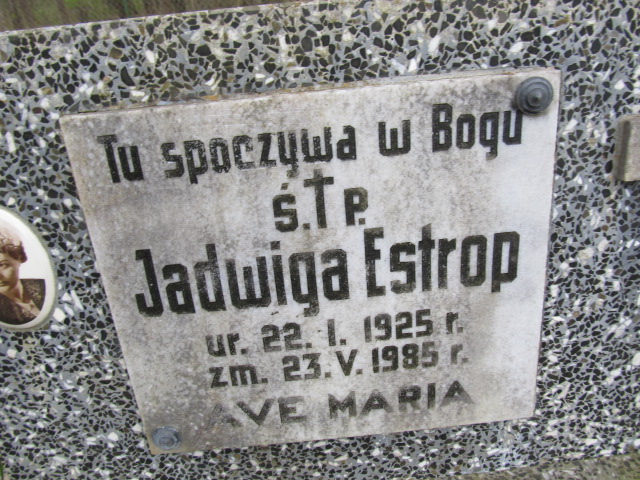 Tu spoczywa w Bogu
Ś.†P.
Jadwiga Estrop
ur. 22. I. 1925 r.
zm. 23. V. 1985 r.
AVE MARIA